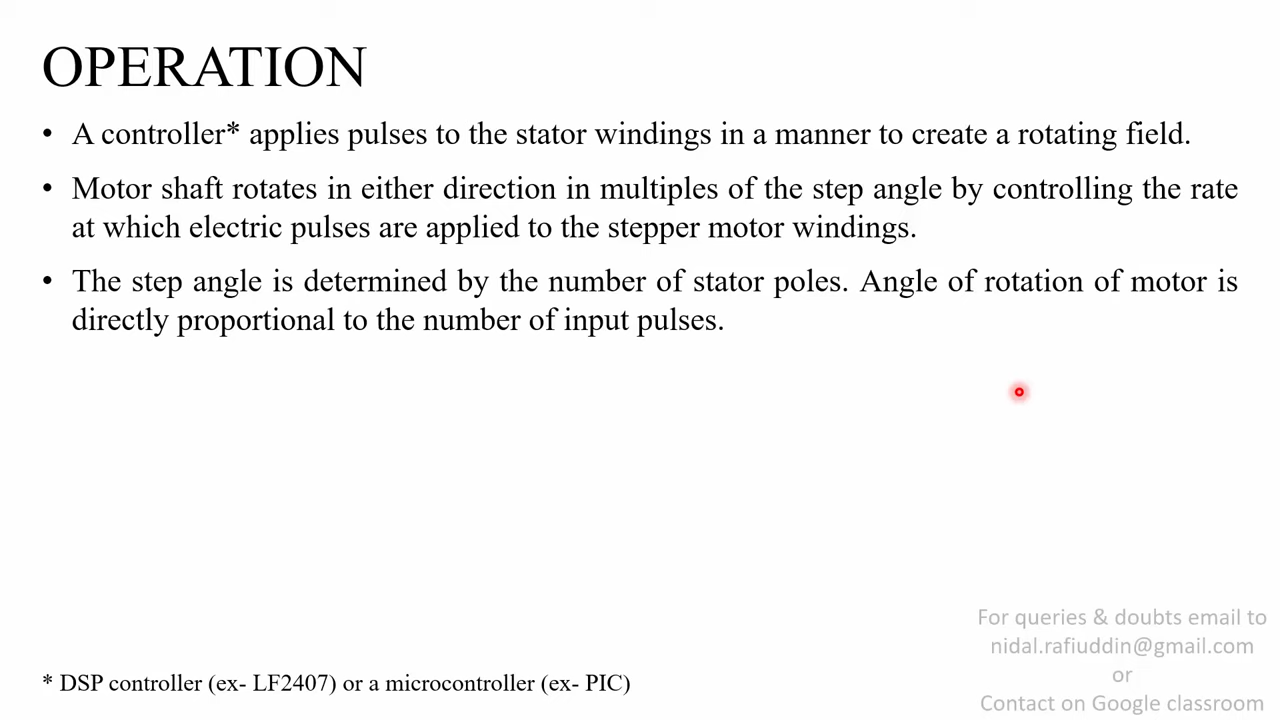 OPERATION
• A controller* applies pulses to the stator windings in a manner to create a rotating field.
• Motor shaft rotates in either direction in multiples of the step angle by controlling the rate
at which electric pulses are applied to the stepper motor windings.
• The step angle is determined by the number of stator poles. Angle of rotation of motor is
directly proportional to the number of input pulses.
* DSP controller (ex- LF2407) or a microcontroller (ex- PIC)
For queries & doubts email to
nidal.rafiuddin@gmail.com
or
Contact on Google classroom